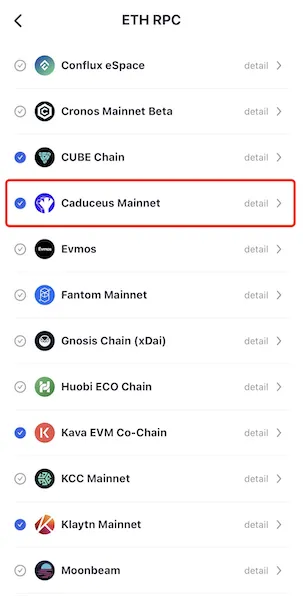 ETH RPC
Conflux eSpace detail
Cronos Mainnet Beta detail
CUBE Chain detail
Caduceus Mainnet detail
Evmos Evmos detail
Fantom Mainnet detail
Gnosis Chain (xDai) detail
Huobi ECO Chain detail
Kava EVM Co-Chain detail
KCC Mainnet detail
Klaytn Mainnet detail
Moonbeam detail